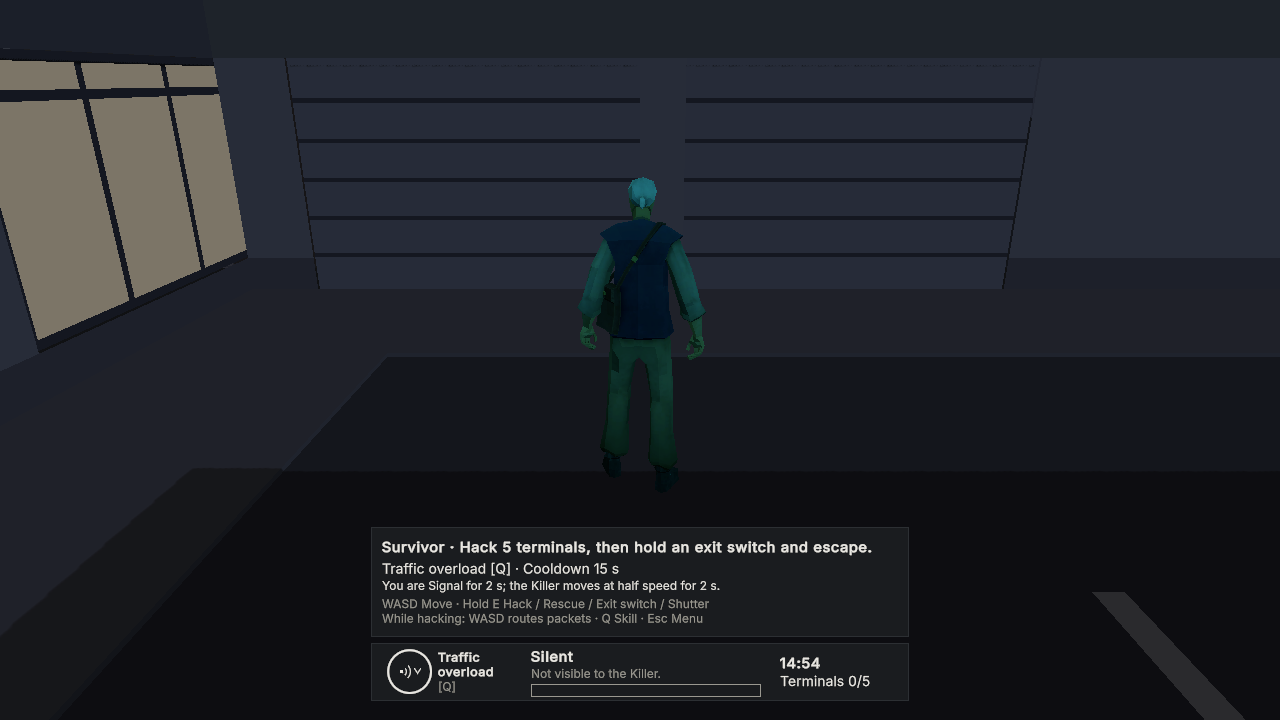 Survivor · Hack 5 terminals, then hold an exit switch and escape.
Traffic overload [Q] · Cooldown 15 s
You are Signal for 2 s; the Killer moves at half speed for 2 s.
WASD Move · Hold E Hack / Rescue / Exit switch / Shutter
While hacking: WASD routes packets · Q Skill · Esc Menu
Traffic
overload
[Q]
Silent
Not visible to the Killer.
14:54
Terminals 0/5